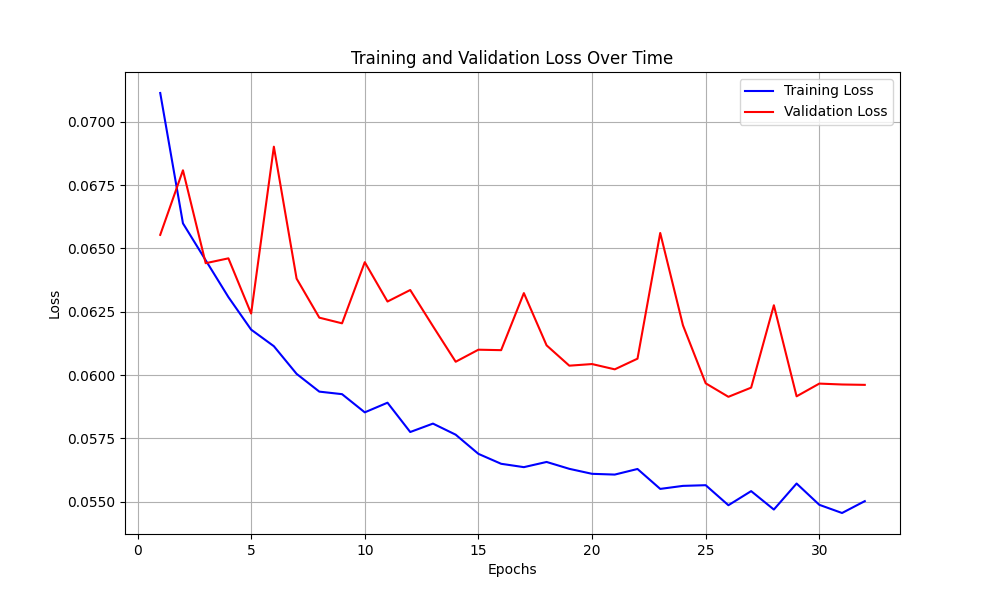 Training and Validation Loss Over Time
Training Loss
Validation Loss
0.0700
0.0675
0.0650
0.0625
0.0600
0.0575
0.0550
Loss
0 5 10 15 20 25 30
Epochs